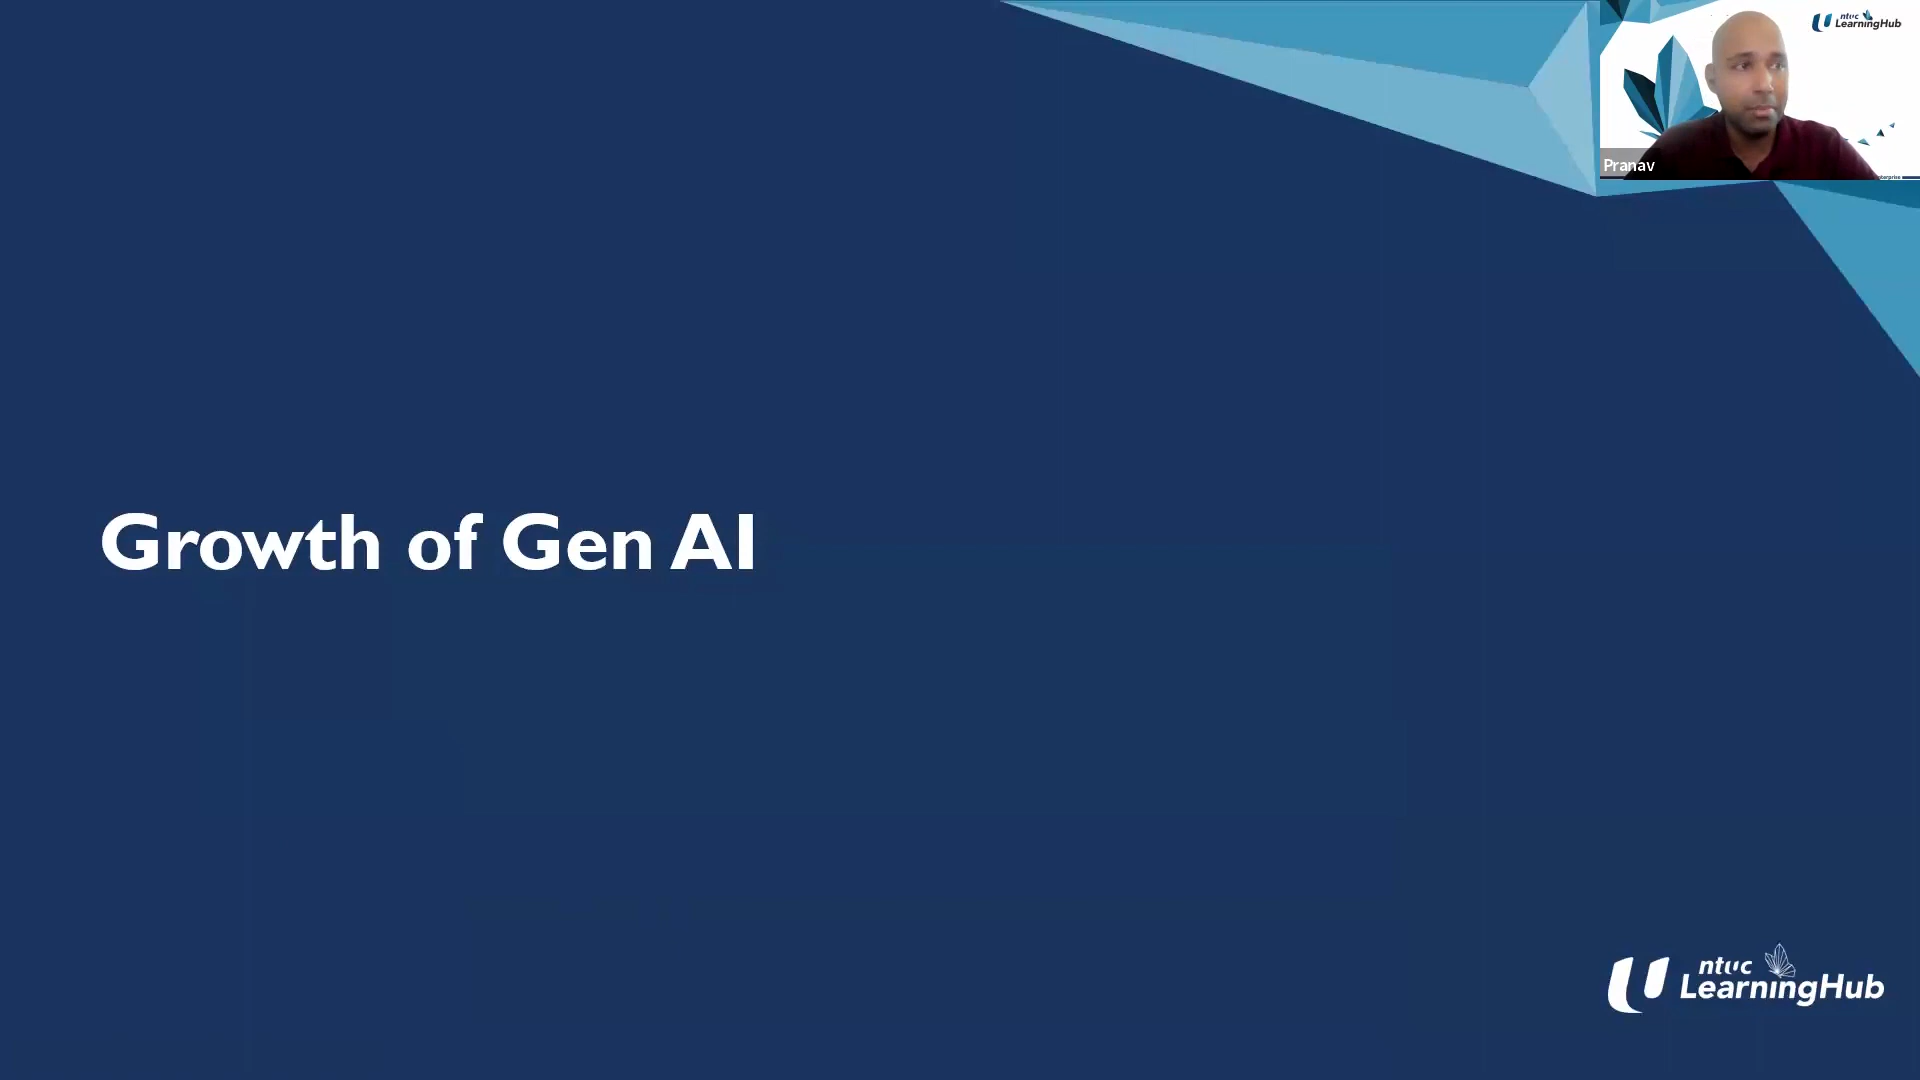 ntuc
LearningHub
Pranav
Growth of Gen AI
ntuc
LearningHub